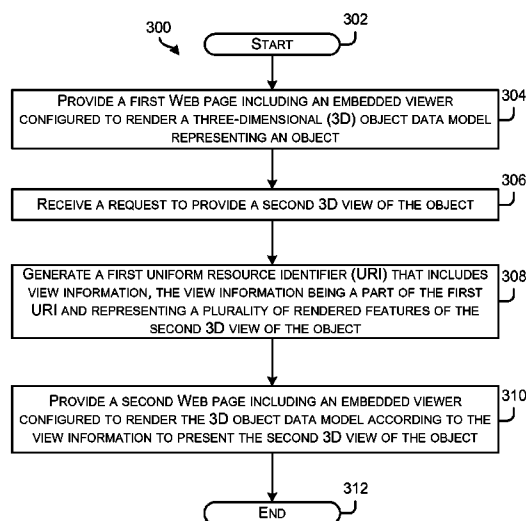 300
START
302
PROVIDE A FIRST WEB PAGE INCLUDING AN EMBEDDED VIEWER
CONFIGURED TO RENDER A THREE-DIMENSIONAL (3D) OBJECT DATA MODEL
REPRESENTING AN OBJECT
304
RECEIVE A REQUEST TO PROVIDE A SECOND 3D VIEW OF THE OBJECT
306
GENERATE A FIRST UNIFORM RESOURCE IDENTIFIER (URI) THAT INCLUDES
VIEW INFORMATION, THE VIEW INFORMATION BEING A PART OF THE FIRST
URI AND REPRESENTING A PLURALITY OF RENDERED FEATURES OF THE
SECOND 3D VIEW OF THE OBJECT
308
PROVIDE A SECOND WEB PAGE INCLUDING AN EMBEDDED VIEWER
CONFIGURED TO RENDER THE 3D OBJECT DATA MODEL ACCORDING TO THE
VIEW INFORMATION TO PRESENT THE SECOND 3D VIEW OF THE OBJECT
310
END
312